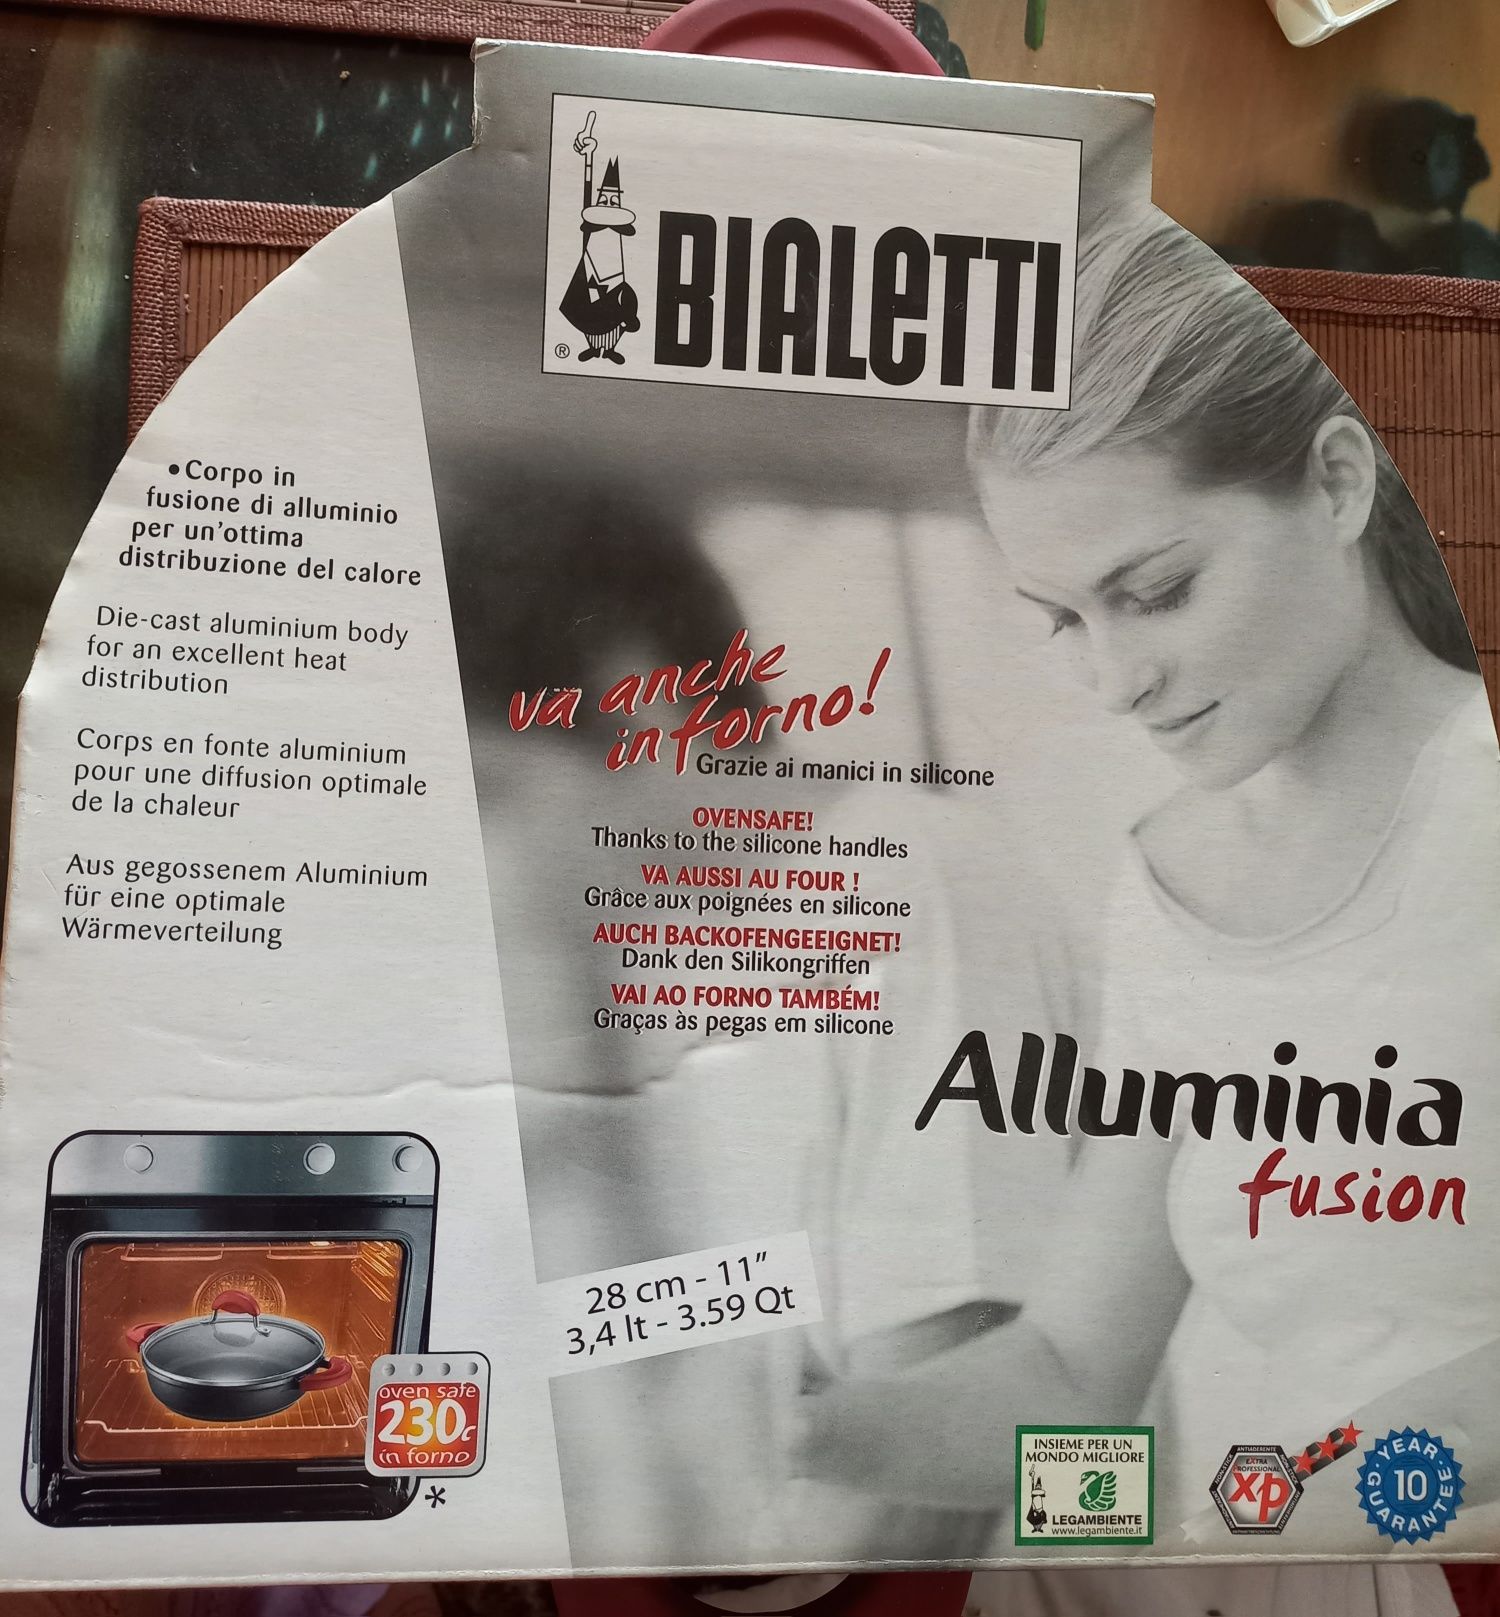 BIALETTI
®
• Corpo in
fusione di alluminio
per un'ottima
distribuzione del calore
Die-cast aluminium body
for an excellent heat
distribution
Corps en fonte aluminium
pour une diffusion optimale
de la chaleur
Aus gegossenem Aluminium
für eine optimale
Wärmeverteilung
va anche
in forno!
Grazie ai manici in silicone
OVENSAFE!
Thanks to the silicone handles
VA AUSSI AU FOUR !
Grâce aux poignées en silicone
AUCH BACKOFENGEEIGNET!
Dank den Silikongriffen
VAI AO FORNO TAMBÉM!
Graças às pegas em silicone
Alluminia
fusion
28 cm - 11"
3,4 lt - 3.59 Qt
oven safe
230c
in forno
*
INSIEME PER UN
MONDO MIGLIORE
LEGAMBIENTE
www.legambiente.it
ANTIADERENTE
EXTRA
PROFESSIONAL
xp
YEAR
10
GUARANTEE